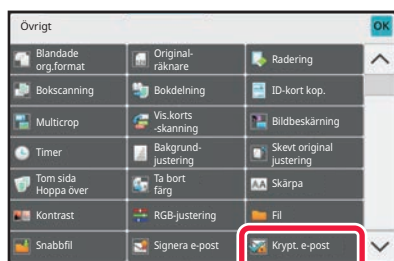 Övrigt
OK
Blandade
org.format
Original-
räknare
Radering
Bokscanning
Bokdelning
ID-kort kop.
Multicrop
Vis.korts
-skanning
Bildbeskärning
Timer
Bakgrund-
justering
Skevt original
justering
Tom sida
Hoppa över
Ta bort
färg
AA Skärpa
Kontrast
RGB-justering
Fil
Snabbfil
Signera e-post
Krypt. e-post